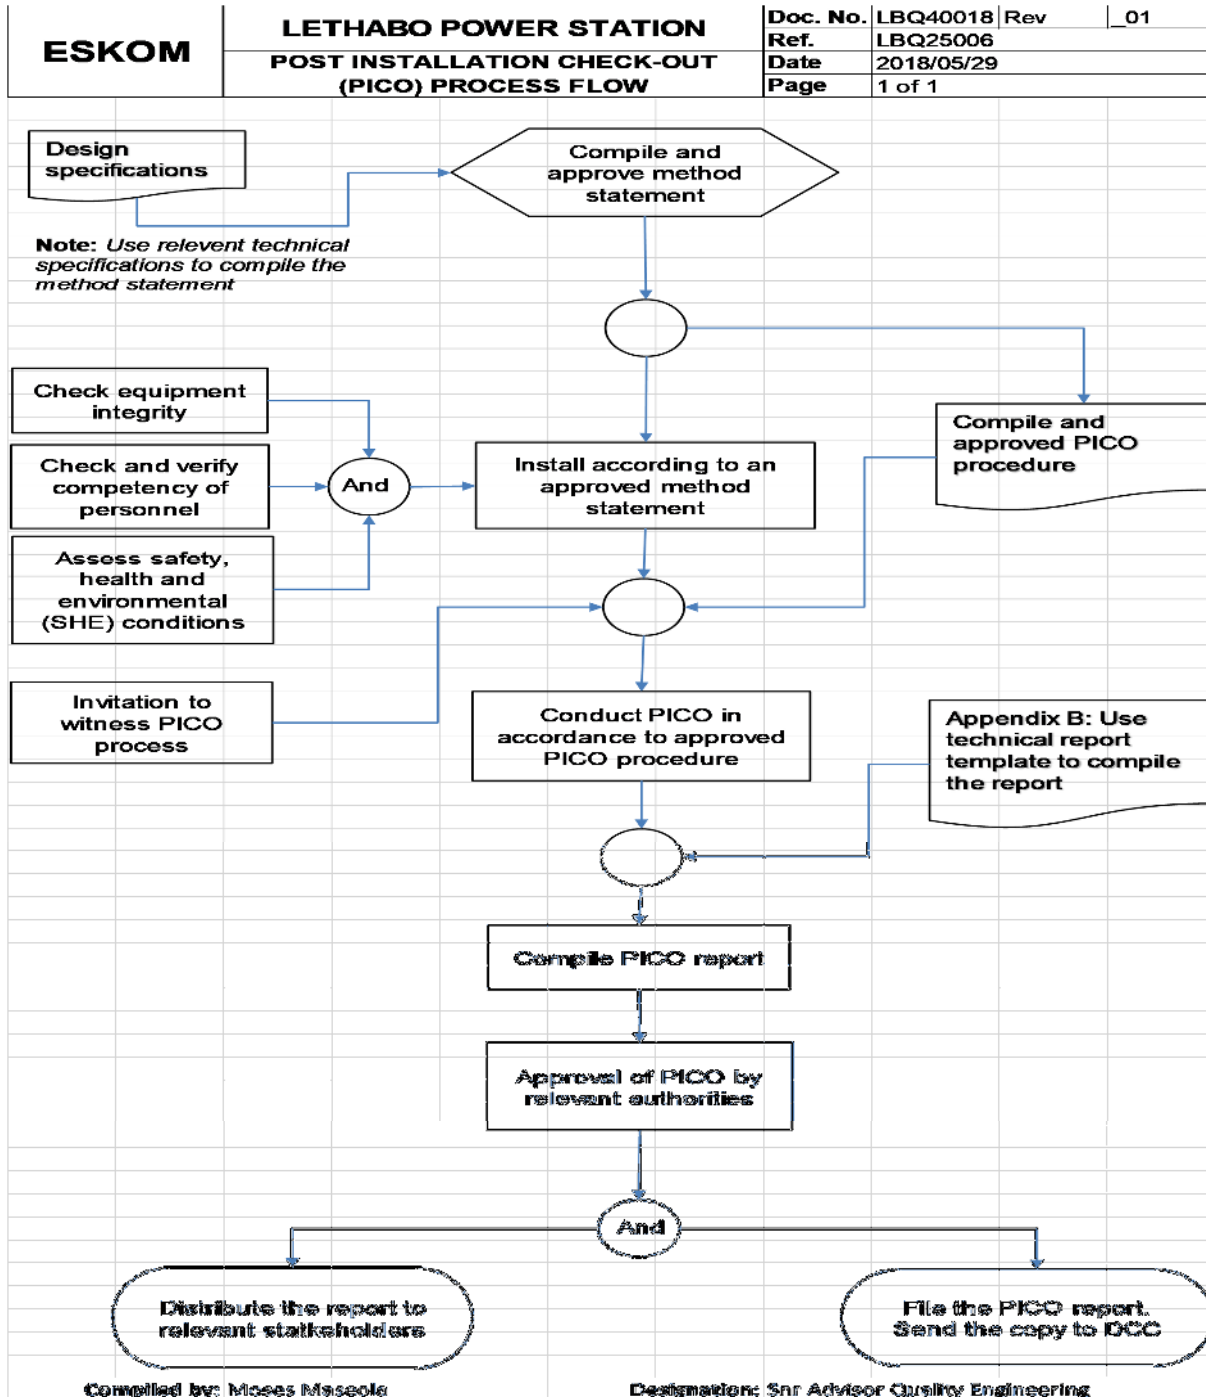 ESKOM
LETHABO POWER STATION
POST INSTALLATION CHECK-OUT
(PICO) PROCESS FLOW
Doc. No. LBQ40018 Rev _01
Ref. LBQ25006
Date 2018/05/29
Page 1 of 1
Design
specifications
Compile and
approve method
statement
Note: Use relevent technical
specifications to compile the
method statement
Check equipment
integrity
Check and verify
competency of
personnel
And
Install according to an
approved method
statement
Compile and
approved PICO
procedure
Assess safety,
health and
environmental
(SHE) conditions
Invitation to
witness PICO
process
Conduct PICO in
accordance to approved
PICO procedure
Appendix B: Use
technical report
template to compile
the report
Compile PICO report
Approval of PICO by
relevant authorities
And
Distribute the report to
relevant statkeholders
File the PICO report.
Send the copy to DCC
Compiled by: Moses Maseola
Designation: Snr Advisor Quality Engineering